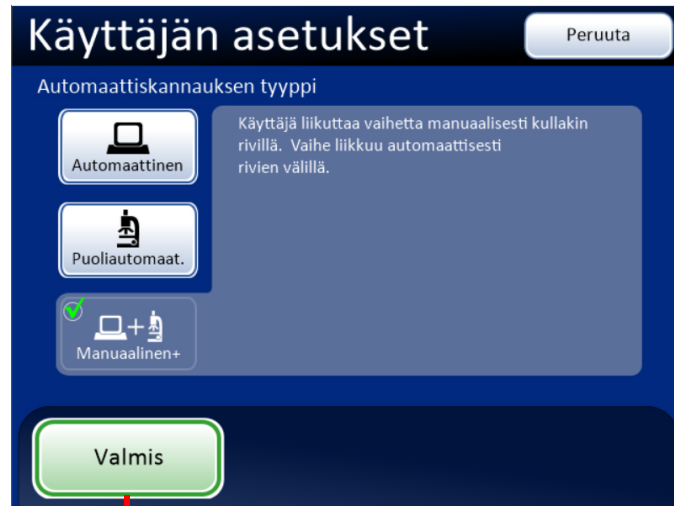 Käyttäjän asetukset
Peruuta
Automaattiskannauksen tyyppi
Automaattinen
Käyttäjä liikuttaa vaihetta manuaalisesti kullakin
rivillä. Vaihe liikkuu automaattisesti
rivien välillä.
Puoliautomaat.
Manuaalinen+
Valmis